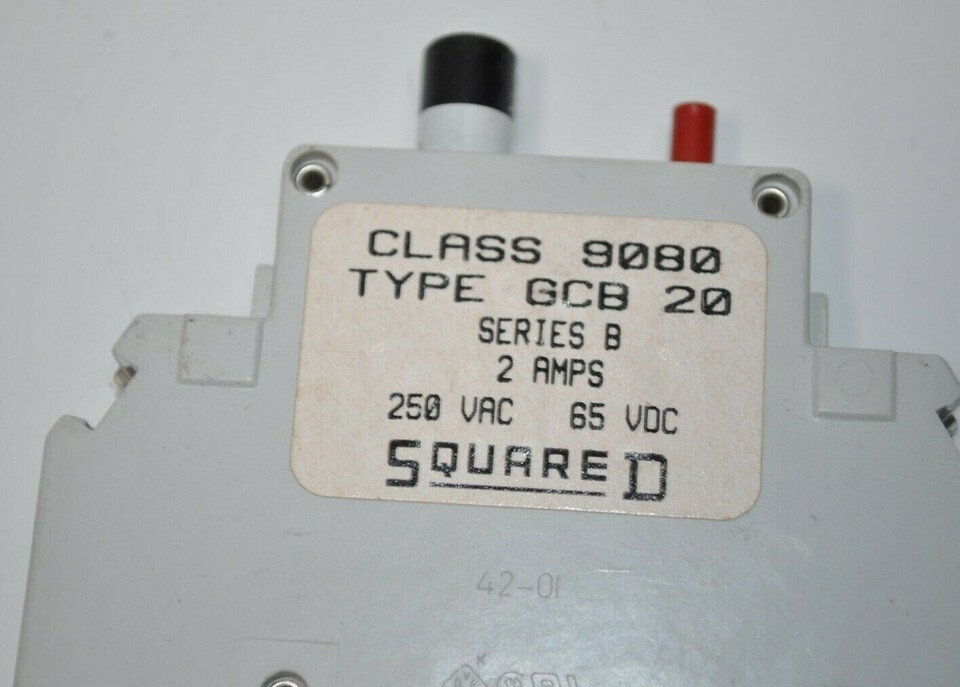 CLASS 9080
TYPE GCB 20
SERIES B
2 AMPS
250 VAC 65 VDC
SQUARE D
42-01